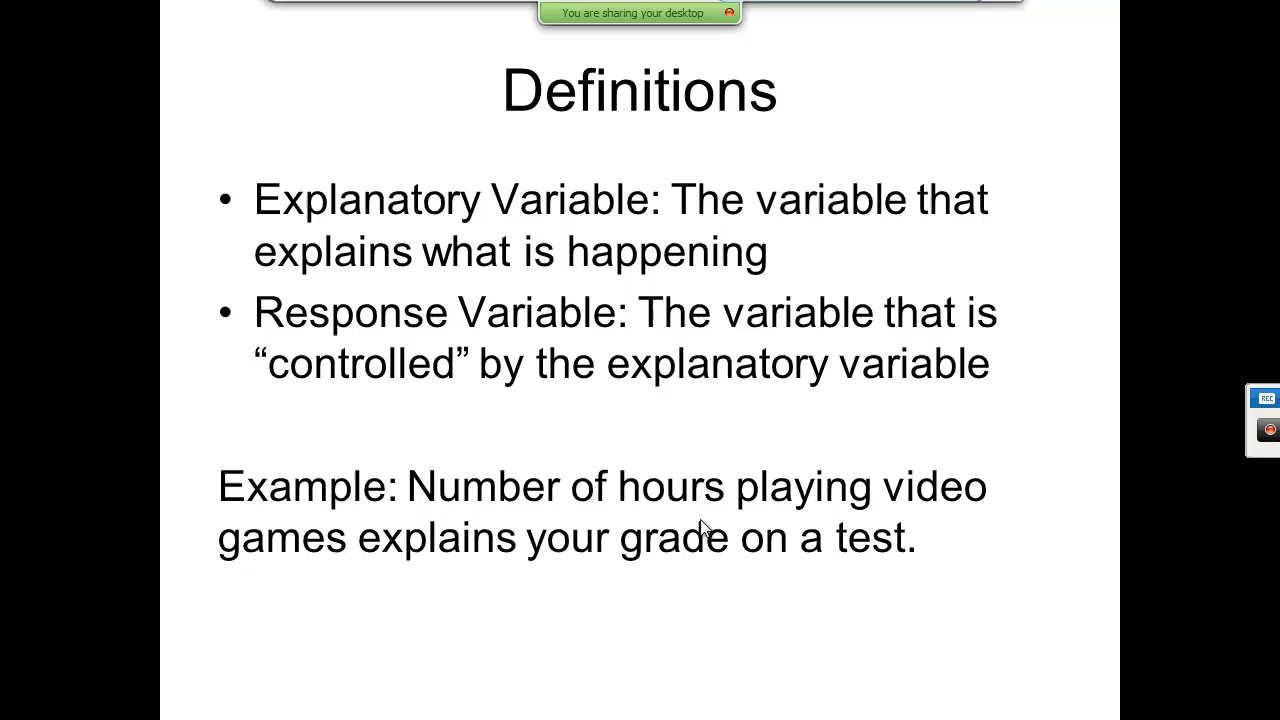 You are sharing your desktop
Definitions
• Explanatory Variable: The variable that
explains what is happening
• Response Variable: The variable that is
“controlled” by the explanatory variable
REC
Example: Number of hours playing video
games explains your grade on a test.